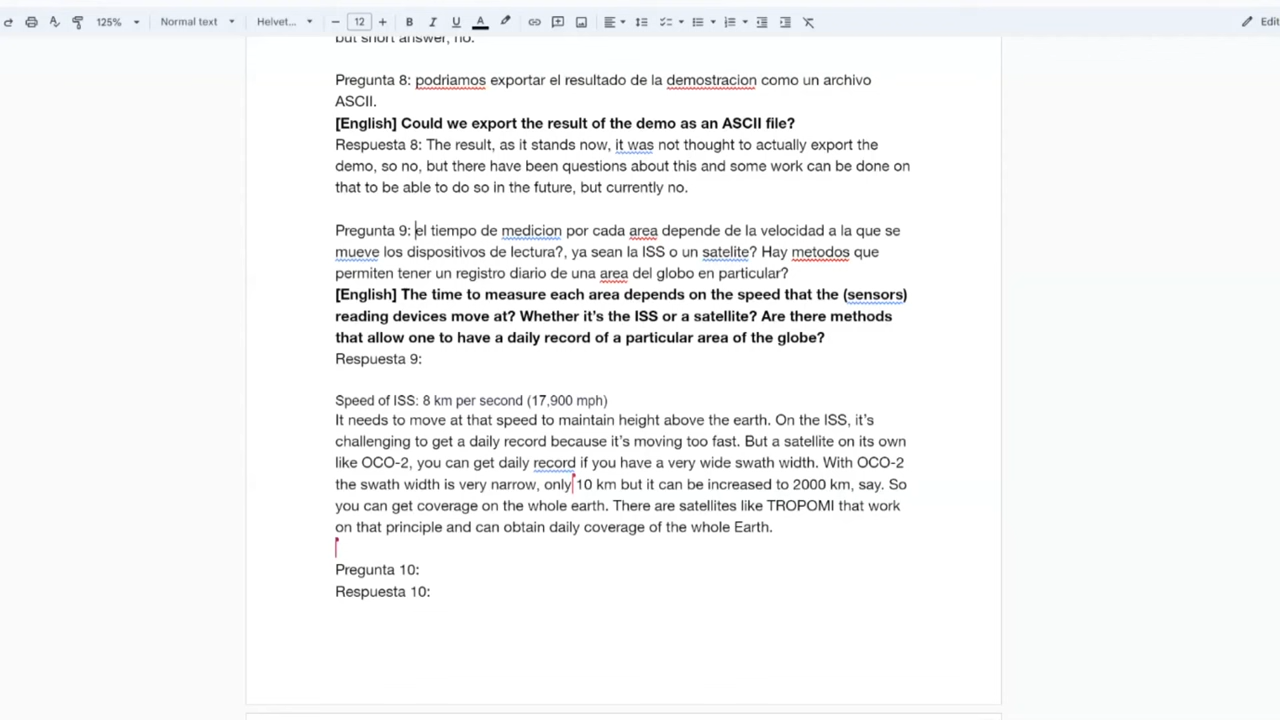 125%
Normal text
Helvet...
12
B
I
U
A
Edit
but short answer, no.
Pregunta 8: podriamos exportar el resultado de la demostracion como un archivo
ASCII.
[English] Could we export the result of the demo as an ASCII file?
Respuesta 8: The result, as it stands now, it was not thought to actually export the
demo, so no, but there have been questions about this and some work can be done on
that to be able to do so in the future, but currently no.
Pregunta 9: el tiempo de medicion por cada area depende de la velocidad a la que se
mueve los dispositivos de lectura?, ya sean la ISS o un satelite? Hay metodos que
permiten tener un registro diario de una area del globo en particular?
[English] The time to measure each area depends on the speed that the (sensors)
reading devices move at? Whether it's the ISS or a satellite? Are there methods
that allow one to have a daily record of a particular area of the globe?
Respuesta 9:
Speed of ISS: 8 km per second (17,900 mph)
It needs to move at that speed to maintain height above the earth. On the ISS, it's
challenging to get a daily record because it's moving too fast. But a satellite on its own
like OCO-2, you can get daily record if you have a very wide swath width. With OCO-2
the swath width is very narrow, only 10 km but it can be increased to 2000 km, say. So
you can get coverage on the whole earth. There are satellites like TROPOMI that work
on that principle and can obtain daily coverage of the whole Earth.
Pregunta 10:
Respuesta 10: